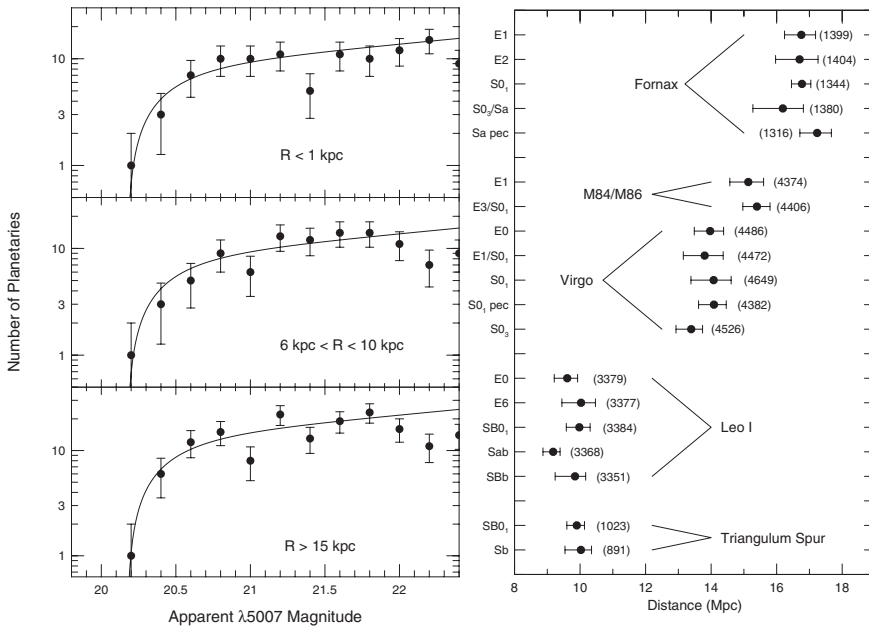 10
3
1
R < 1 kpc
10
3
1
6 kpc < R < 10 kpc
10
3
1
R > 15 kpc
20 20.5 21 21.5 22
Number of Planetaries
Apparent λ5007 Magnitude
E1 (1399)
E2 (1404)
S0₁ (1344)
S0₃/Sa (1380)
Sa pec (1316)
Fornax
E1 (4374)
E3/S0₁ (4406)
M84/M86
E0 (4486)
E1/S0₁ (4472)
S0₁ (4649)
S0₁ pec (4382)
S0₃ (4526)
Virgo
E0 (3379)
E6 (3377)
SB0₁ (3384)
Sab (3368)
SBb (3351)
Leo I
SB0₁ (1023)
Sb (891)
Triangulum Spur
8 10 12 14 16 18
Distance (Mpc)